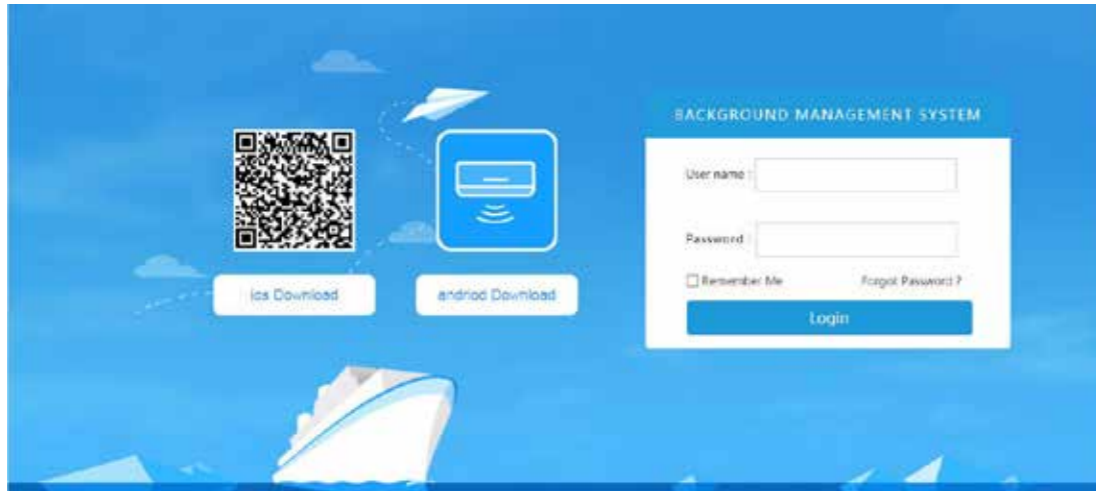 BACKGROUND MANAGEMENT SYSTEM
User name :
Password :
Remember Me
Forgot Password ?
Login
ios Download
andriod Download